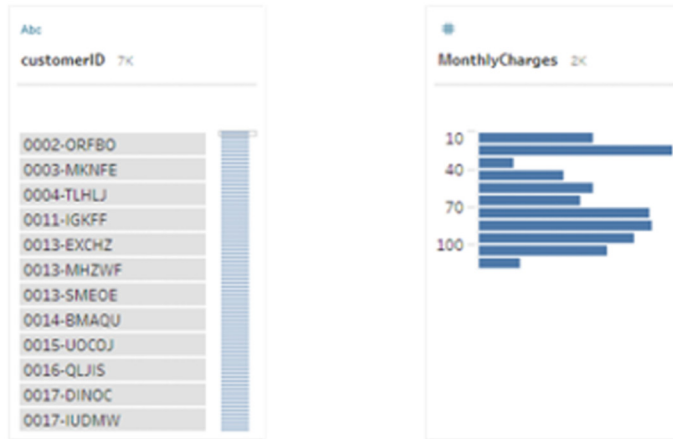 Abc
customerID 7K
0002-ORFBO
0003-MKNFE
0004-TLHLJ
0011-IGKFF
0013-EXCHZ
0013-MHZWF
0013-SMEOE
0014-BMAQU
0015-UOCOJ
0016-QLJIS
0017-DINOC
0017-IUDMW
#
MonthlyCharges 2K
10
40
70
100